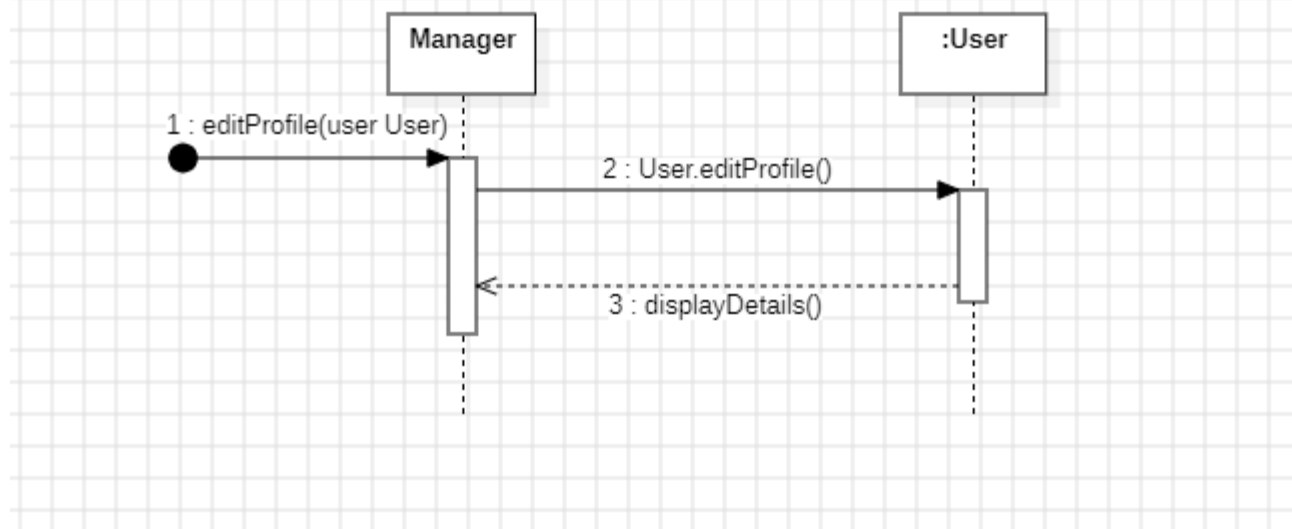 Manager
:User
1 : editProfile(user User)
2 : User.editProfile()
3 : displayDetails()